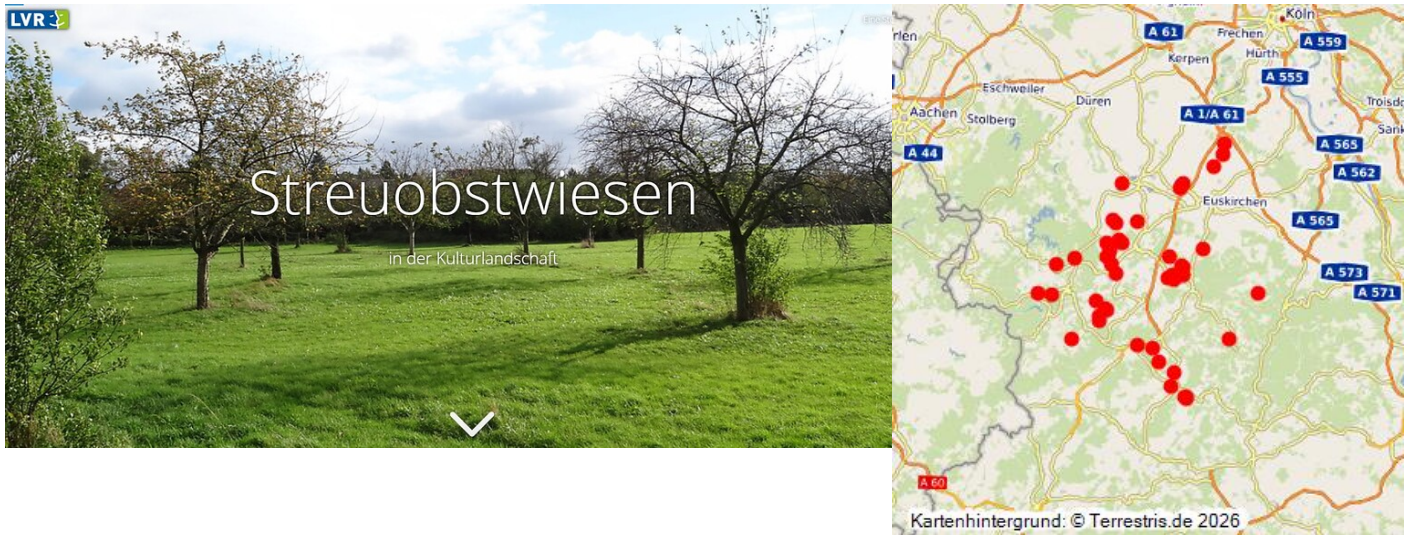 LVR
Streuobstwiesen
in der Kulturlandschaft
Köln
A 61
Frechen
A 559
Hürth
Kerpen
A 555
Eschweiler
Düren
Aachen
Stolberg
A 1/A 61
A 44
A 565
A 562
Euskirchen
A 565
A 573
A 571
A 60
Kartenhintergrund: © Terrestris.de 2026